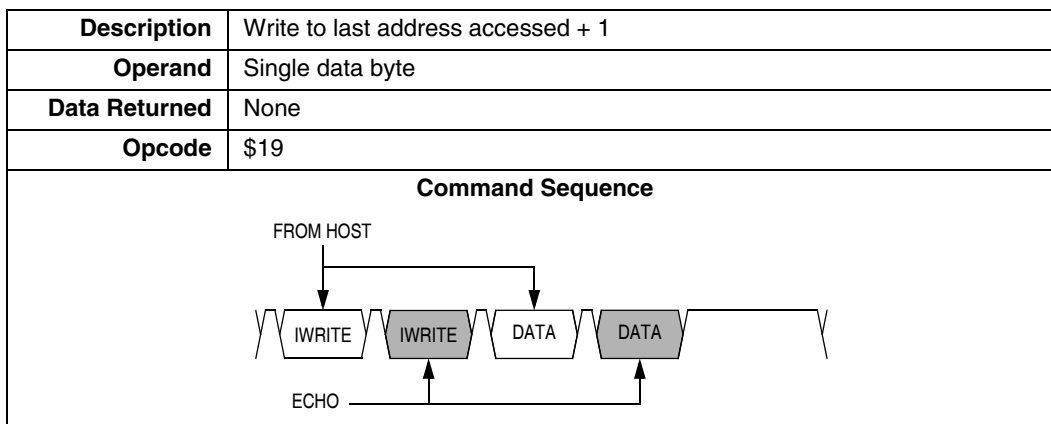 Description Write to last address accessed + 1
Operand Single data byte
Data Returned None
Opcode $19
Command Sequence
FROM HOST
IWRITE IWRITE DATA DATA
ECHO